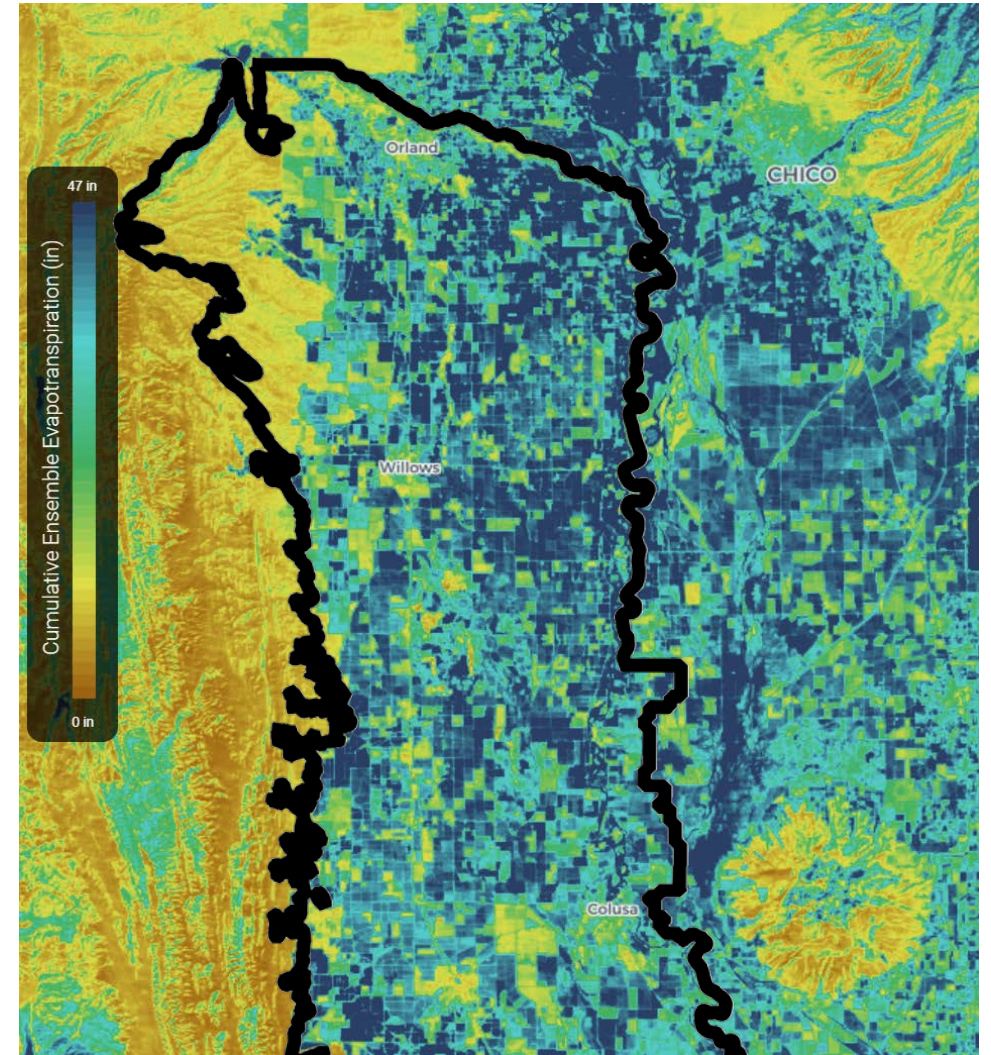 Orland
CHICO
47 in
Cumulative Ensemble Evapotranspiration (in)
Willows
0 in
Colusa